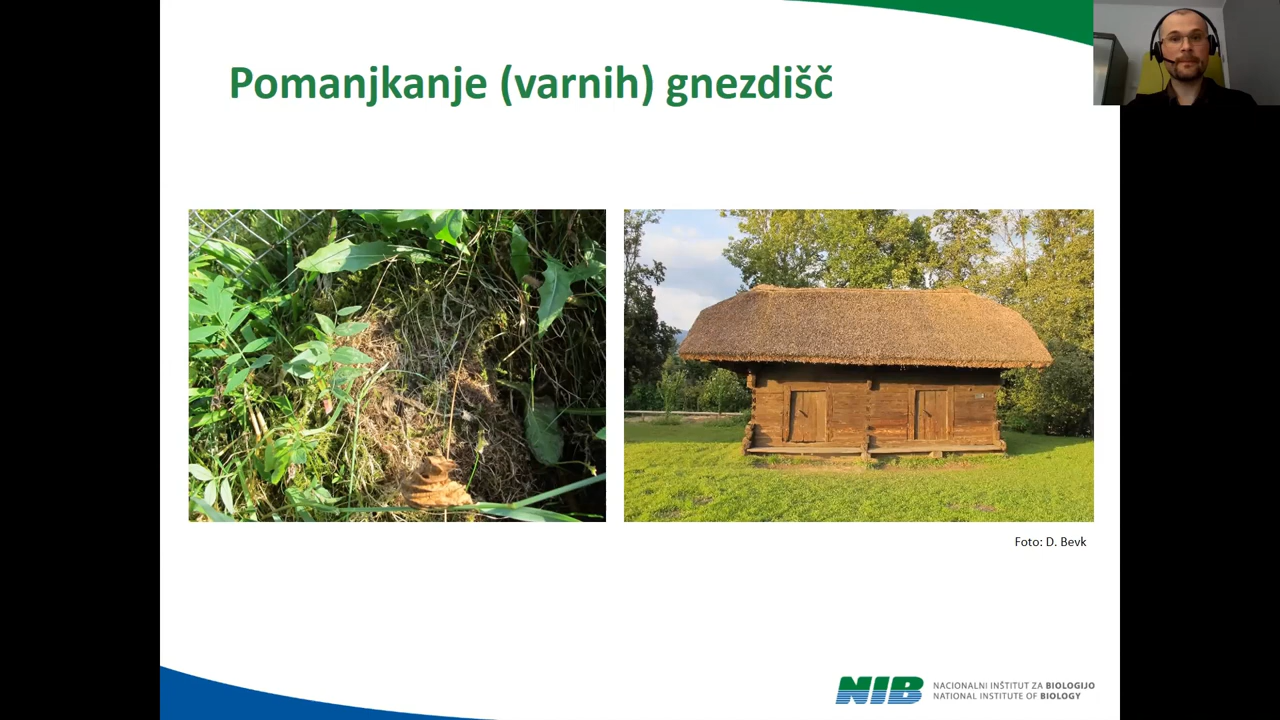 Pomanjkanje (varnih) gnezdišč
Foto: D. Bevk
NIB
NACIONALNI INŠTITUT ZA BIOLOGIJO
NATIONAL INSTITUTE OF BIOLOGY